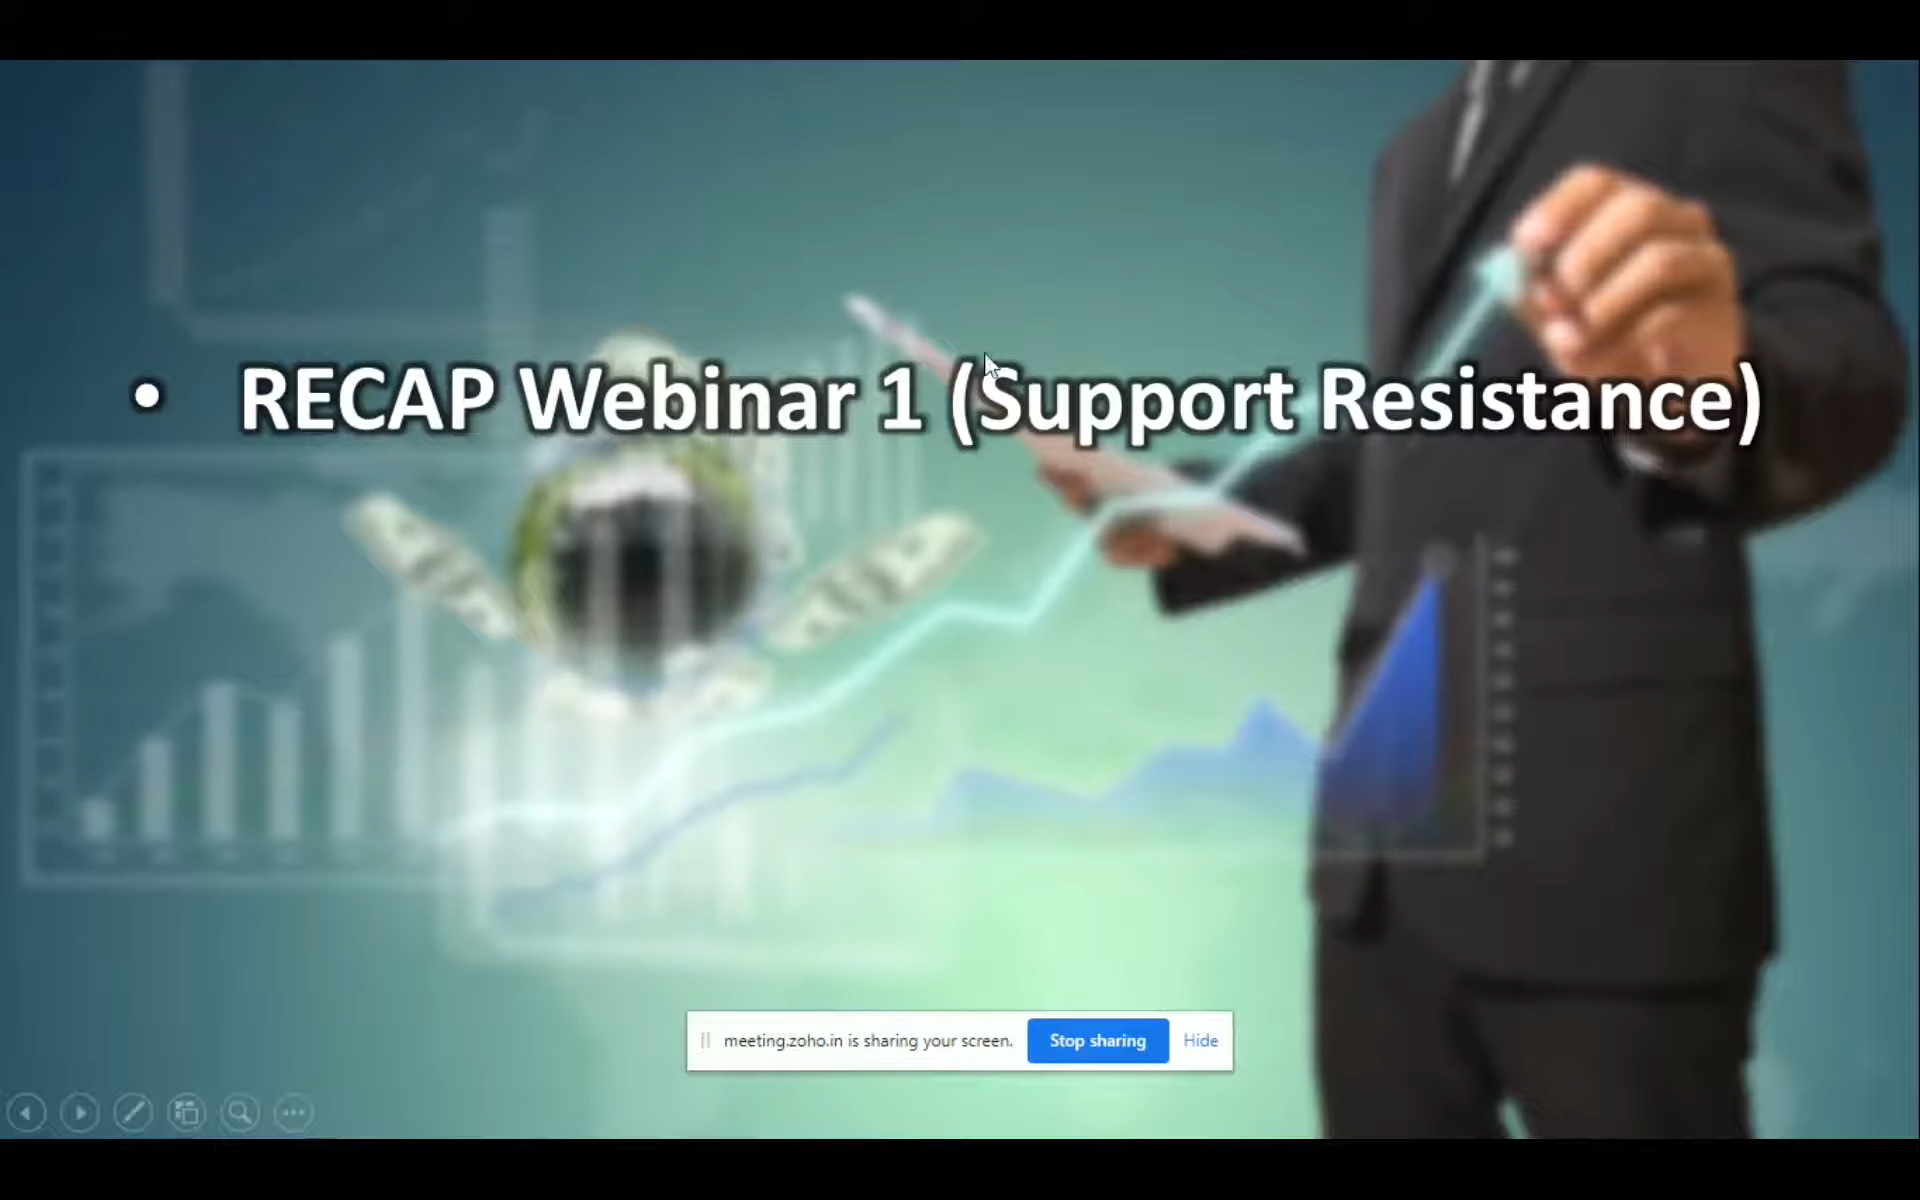 • RECAP Webinar 1 (Support Resistance)
meeting.zoho.in is sharing your screen. Stop sharing Hide